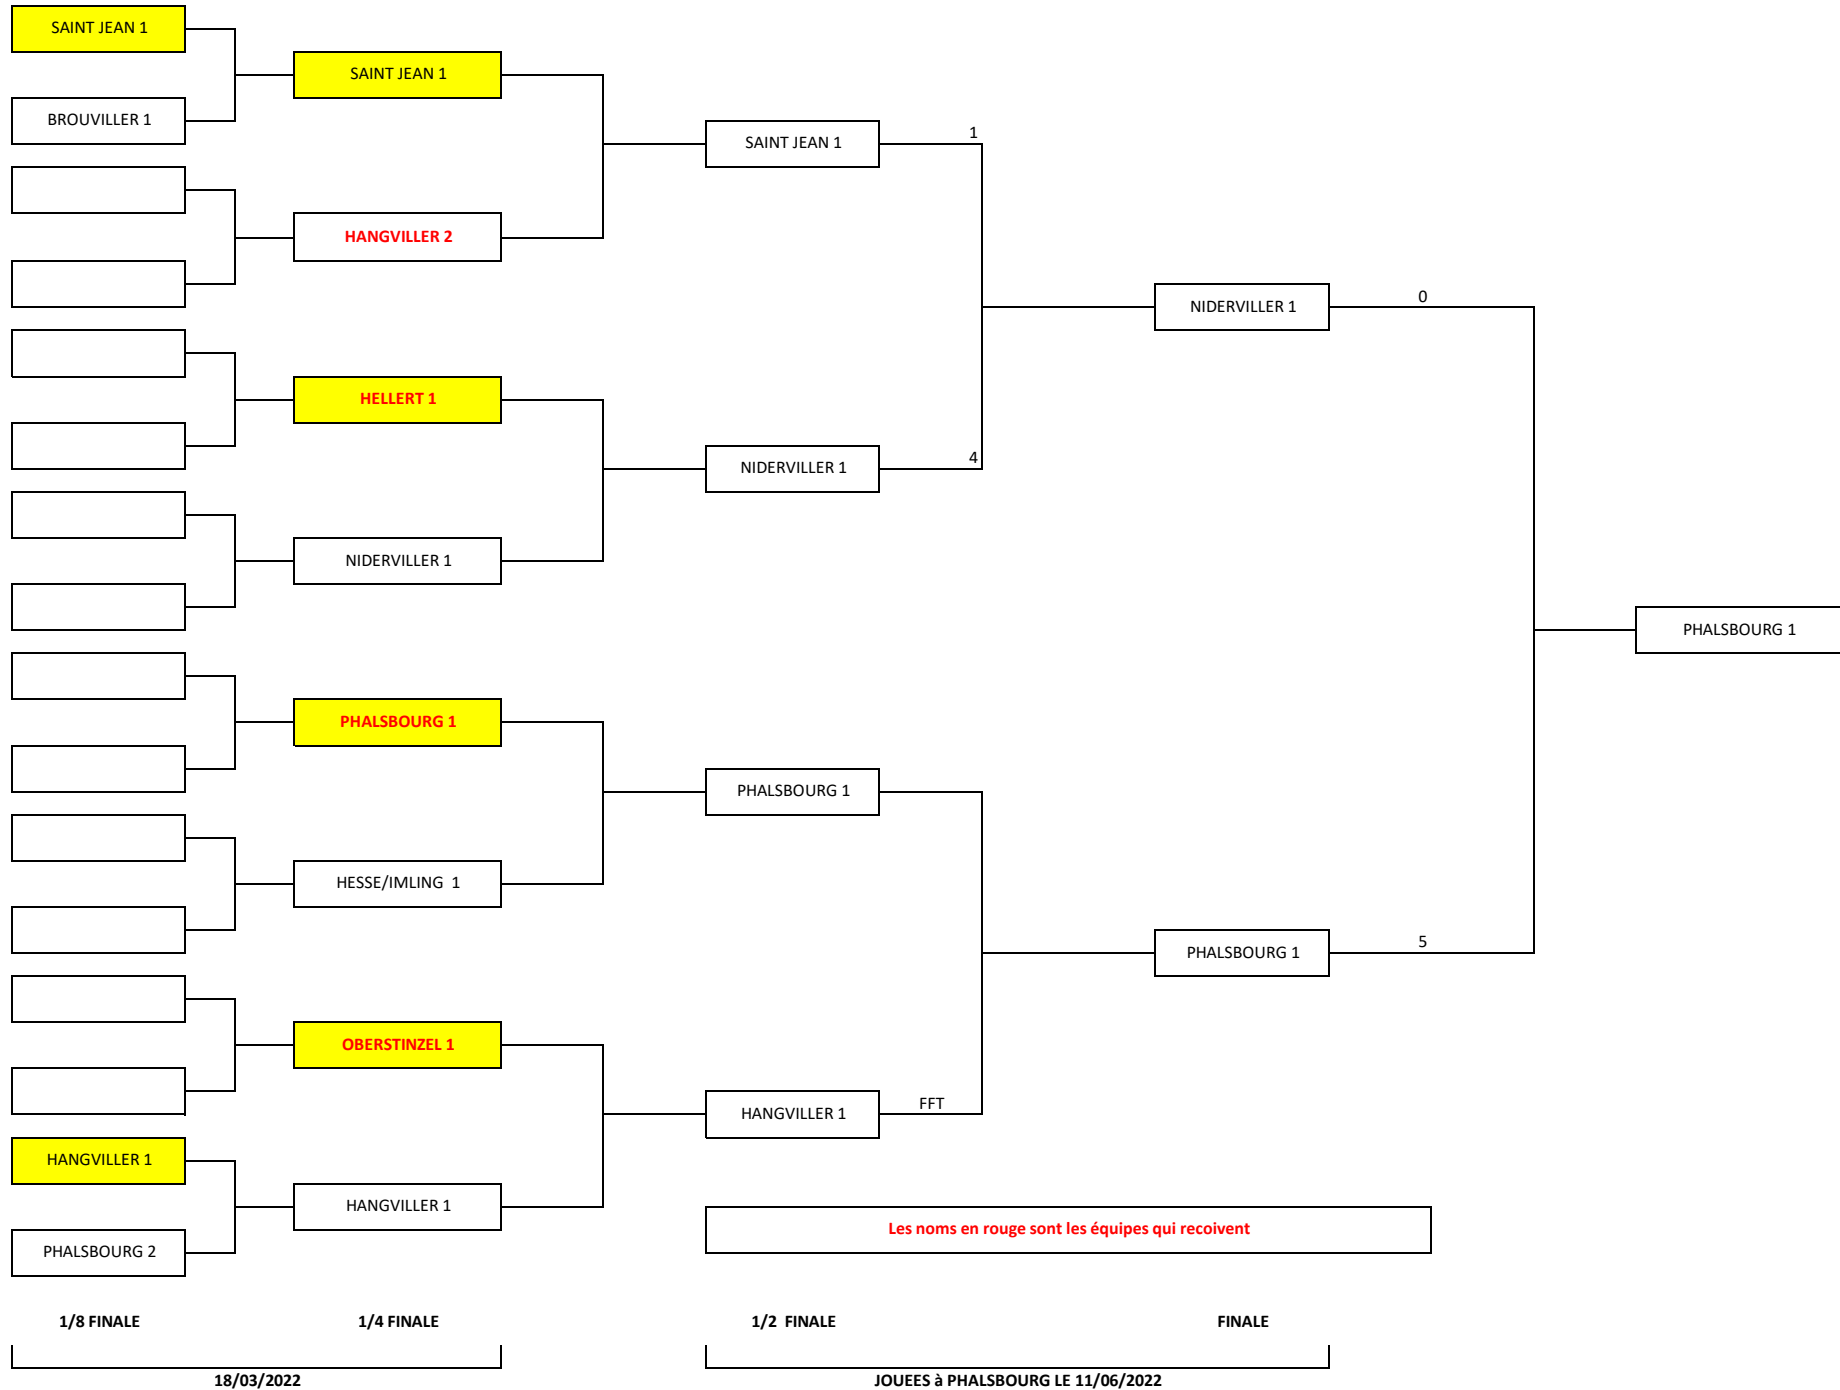 SAINT JEAN 1
BROUVILLER 1
HANGVILLER 1
PHALSBOURG 2
SAINT JEAN 1
HANGVILLER 2
HELLERT 1
NIDERVILLER 1
PHALSBOURG 1
HESSE/IMLING  1
OBERSTINZEL 1
HANGVILLER 1
SAINT JEAN 1
1
NIDERVILLER 1
4
PHALSBOURG 1
HANGVILLER 1
FFT
NIDERVILLER 1
0
PHALSBOURG 1
5
PHALSBOURG 1
Les noms en rouge sont les équipes qui recoivent
1/8 FINALE
1/4 FINALE
1/2  FINALE
FINALE
18/03/2022
JOUEES à PHALSBOURG LE 11/06/2022